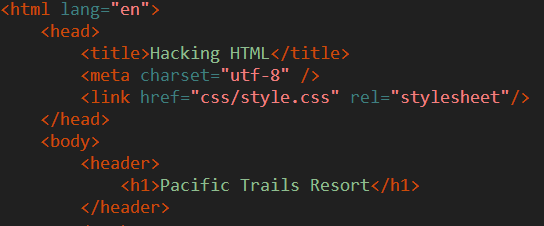 <html lang="en">
<head>
<title>Hacking HTML</title>
<meta charset="utf-8" />
<link href="css/style.css" rel="stylesheet"/>
</head>
<body>
<header>
<h1>Pacific Trails Resort</h1>
</header>